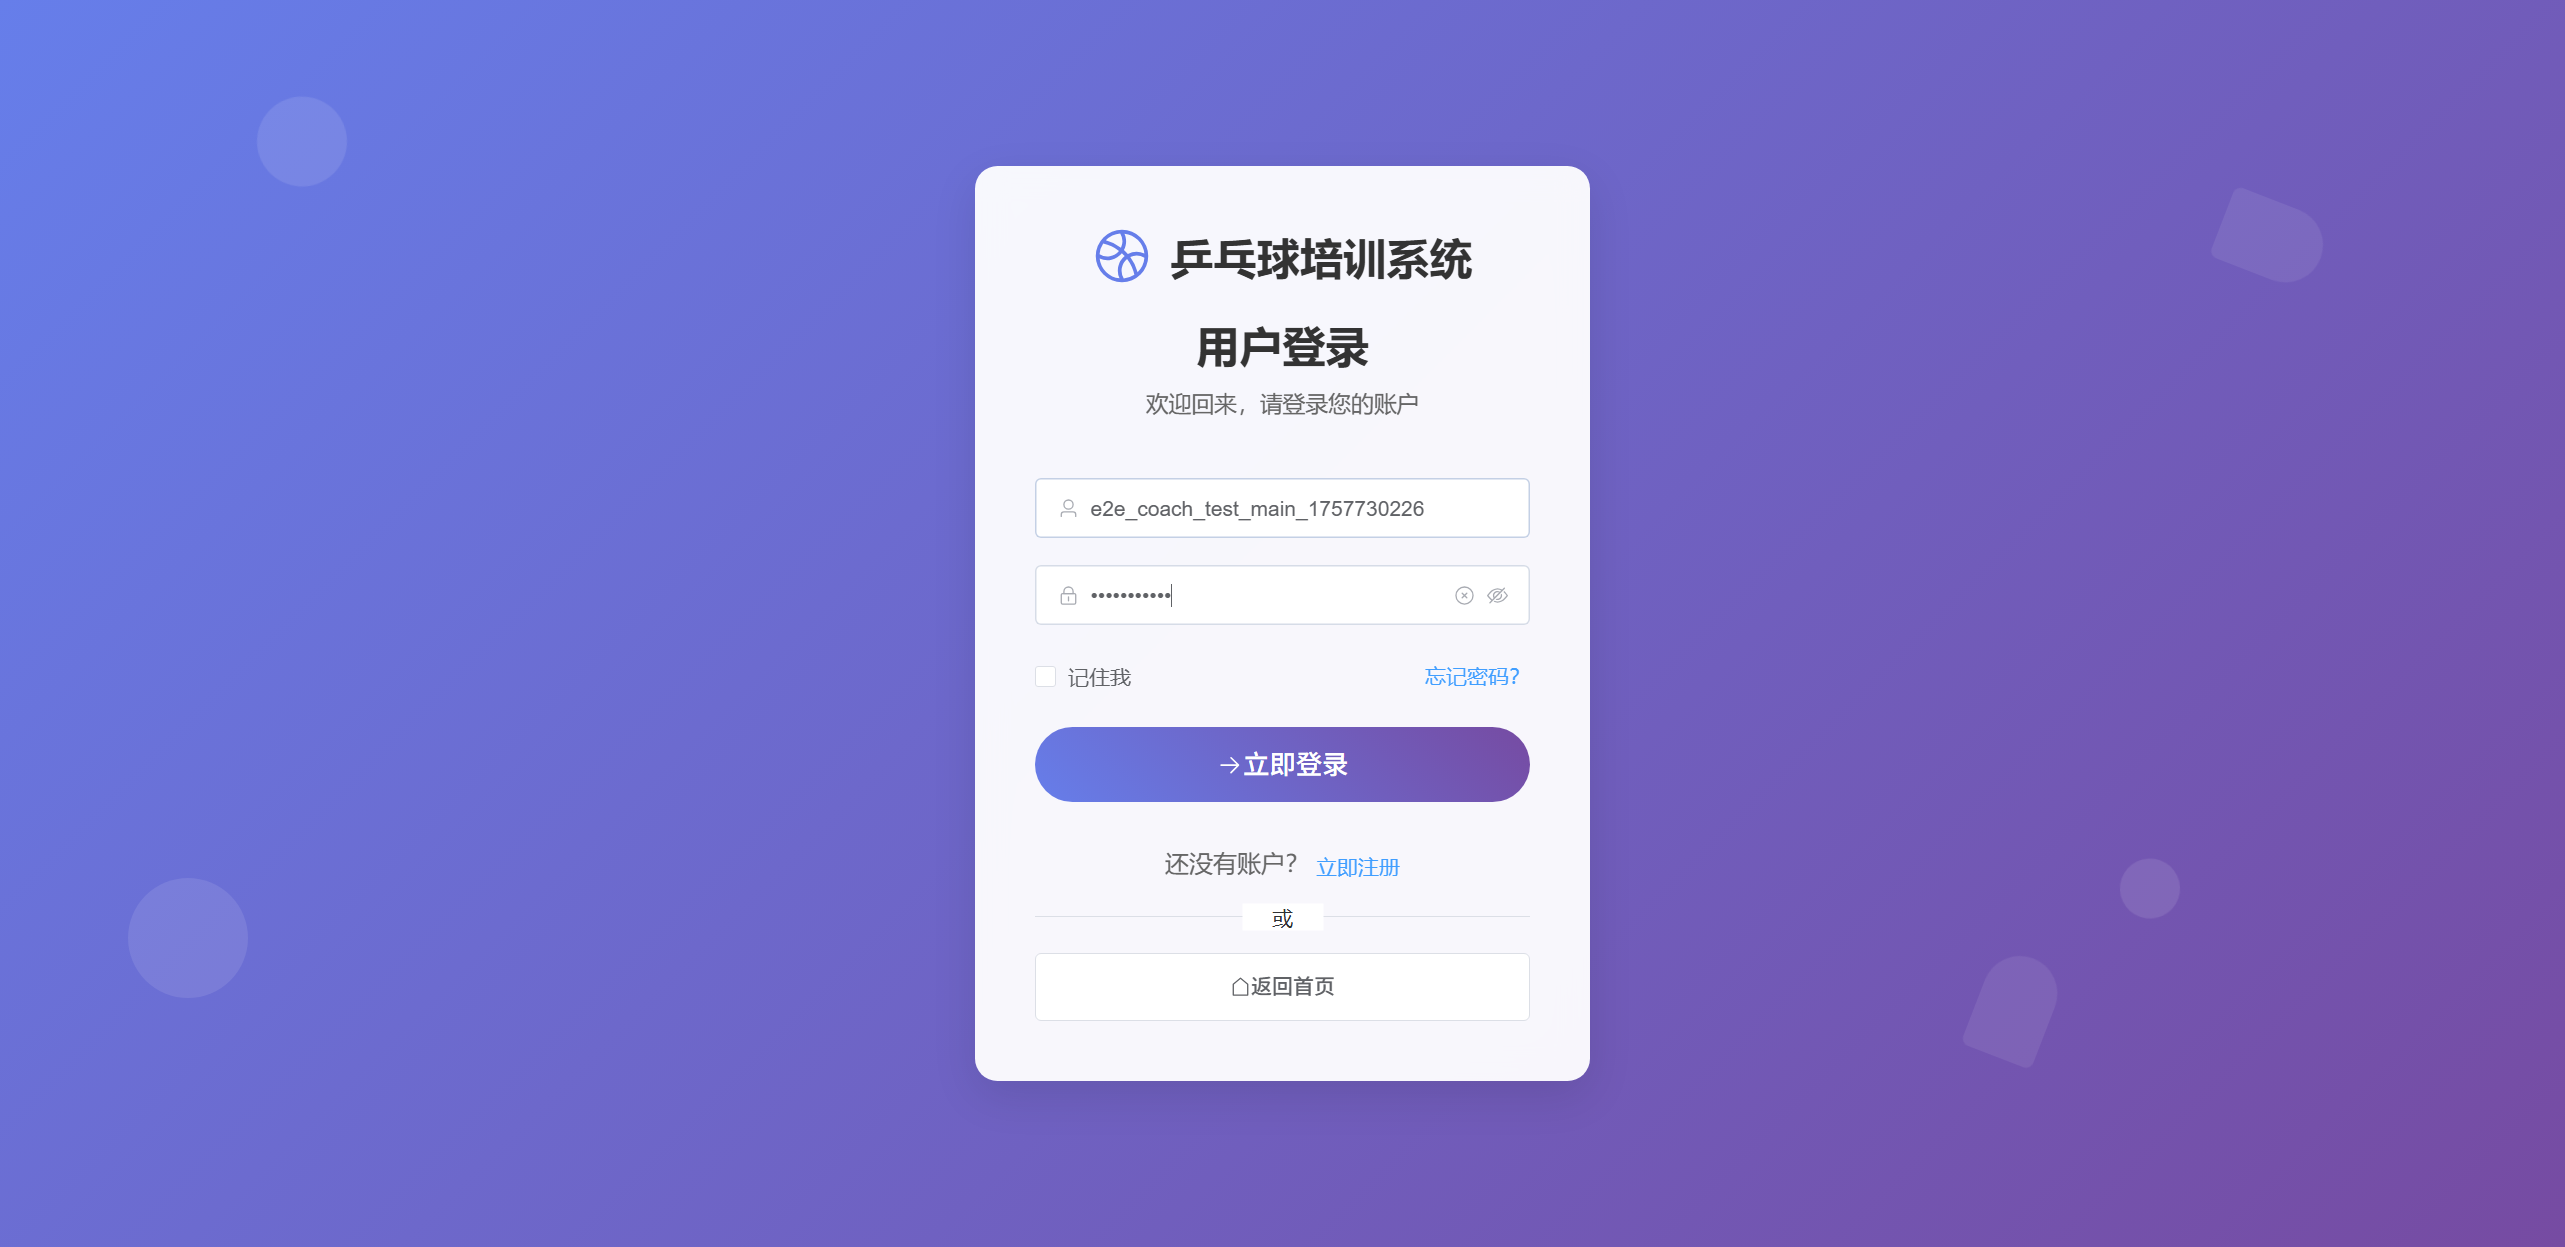 乒乓球培训系统
用户登录
欢迎回来，请登录您的账户
e2e_coach_test_main_1757730226
•••••••••••
记住我 忘记密码？
立即登录
还没有账户？ 立即注册
或
返回首页